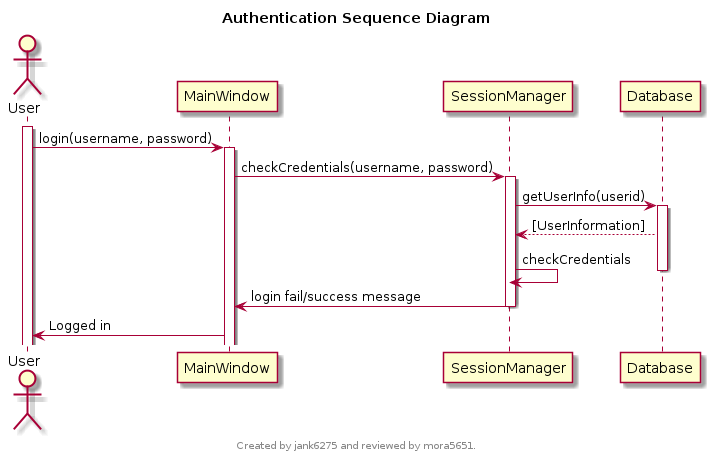 Authentication Sequence Diagram
User
MainWindow
SessionManager
Database
login(username, password)
checkCredentials(username, password)
getUserInfo(userid)
[UserInformation]
checkCredentials
login fail/success message
Logged in
User
MainWindow
SessionManager
Database
Created by jank6275 and reviewed by mora5651.